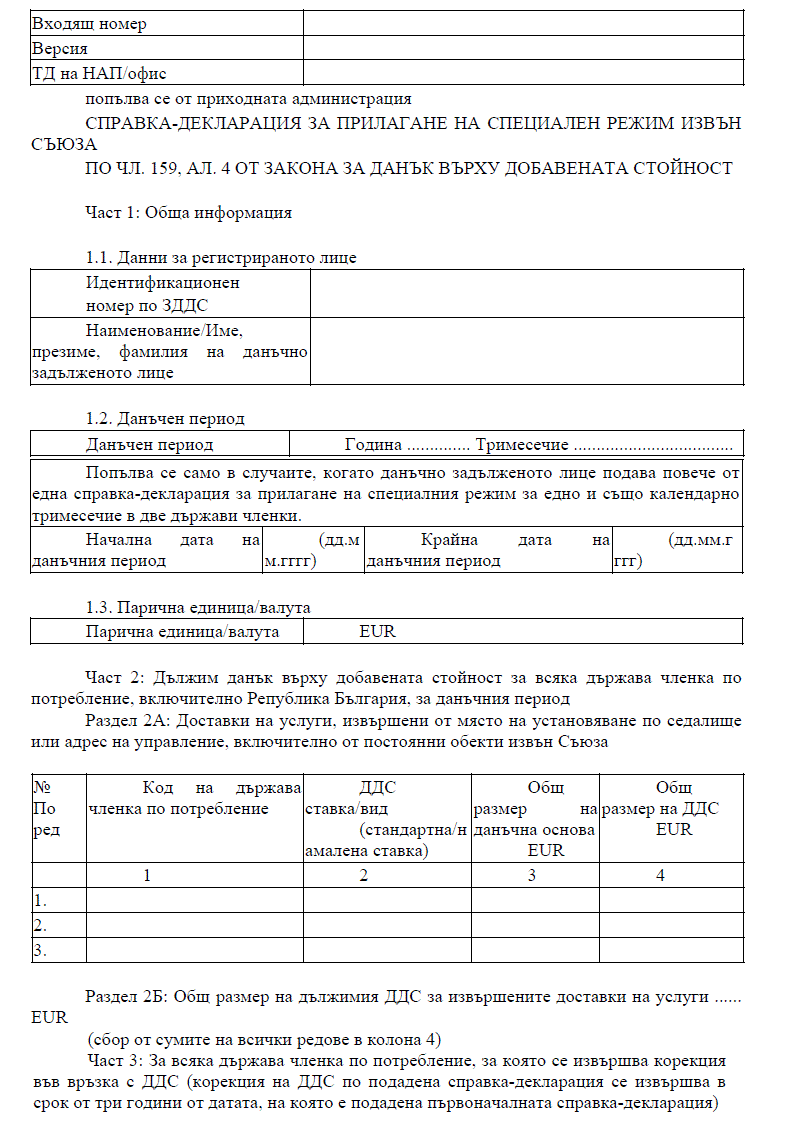 Входящ номер
Версия
ТД на НАП/офис
попълва се от приходната администрация
СПРАВКА-ДЕКЛАРАЦИЯ ЗА ПРИЛАГАНЕ НА СПЕЦИАЛЕН РЕЖИМ ИЗВЪН
СЪЮЗА
ПО ЧЛ. 159, АЛ. 4 ОТ ЗАКОНА ЗА ДАНЪК ВЪРХУ ДОБАВЕНАТА СТОЙНОСТ
Част 1: Обща информация
1.1. Данни за регистрираното лице
Идентификационен
номер по ЗДДС
Наименование/Име,
презиме, фамилия на данъчно
задълженото лице
1.2. Данъчен период
Данъчен период Година .............. Тримесечие ...................................
Попълва се само в случаите, когато данъчно задълженото лице подава повече от
една справка-декларация за прилагане на специалния режим за едно и също календарно
тримесечие в две държави членки.
Начална дата на (дд.м Крайна дата на (дд.мм.г
данъчния период м.гггг) данъчния период ггг)
1.3. Парична единица/валута
Парична единица/валута EUR
Част 2: Дължим данък върху добавената стойност за всяка държава членка по
потребление, включително Република България, за данъчния период
Раздел 2А: Доставки на услуги, извършени от място на установяване по седалище
или адрес на управление, включително от постоянни обекти извън Съюза
№ Код на държава ДДС Общ Общ
По членка по потребление ставка/вид размер на размер на ДДС
ред (стандартна/н данъчна основа EUR
амалена ставка) EUR
1 2 3 4
1.
2.
3.
Раздел 2Б: Общ размер на дължимия ДДС за извършените доставки на услуги ......
EUR
(сбор от сумите на всички редове в колона 4)
Част 3: За всяка държава членка по потребление, за която се извършва корекция
във връзка с ДДС (корекция на ДДС по подадена справка-декларация се извършва в
срок от три години от датата, на която е подадена първоначалната справка-декларация)